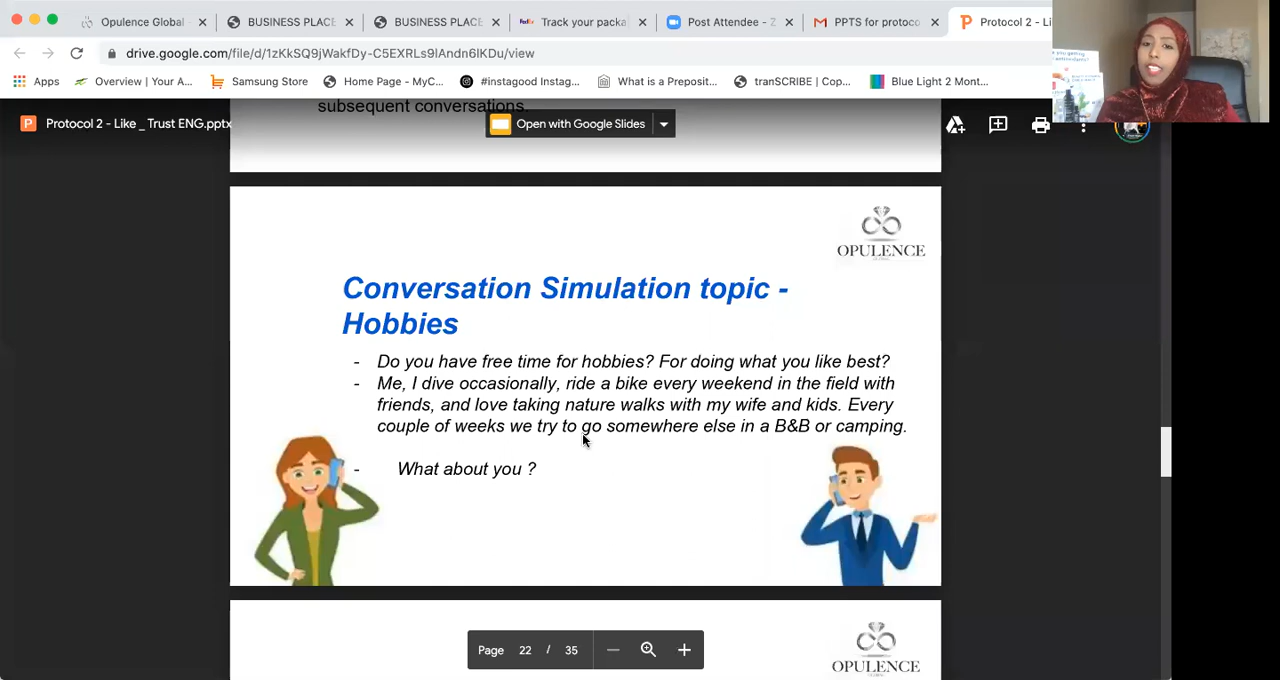 Opulence Global
BUSINESS PLACE
BUSINESS PLACE
FedEx Track your packa
Post Attendee - Z
PPTS for protoco
Protocol 2 - Li
drive.google.com/file/d/1zKkSQ9jWakfDy-C5EXRLs9IAndn6IKDu/view
Apps
Overview | Your A...
Samsung Store
Home Page - MyC...
#instagood Instag...
What is a Preposit...
tranSCRIBE | Cop...
Blue Light 2 Mont...
subsequent conversations.
P Protocol 2 - Like _ Trust ENG.pptx
Open with Google Slides
OPULENCE
Conversation Simulation topic -
Hobbies
- Do you have free time for hobbies? For doing what you like best?
- Me, I dive occasionally, ride a bike every weekend in the field with
friends, and love taking nature walks with my wife and kids. Every
couple of weeks we try to go somewhere else in a B&B or camping.
- What about you ?
Page 22 / 35
OPULENCE